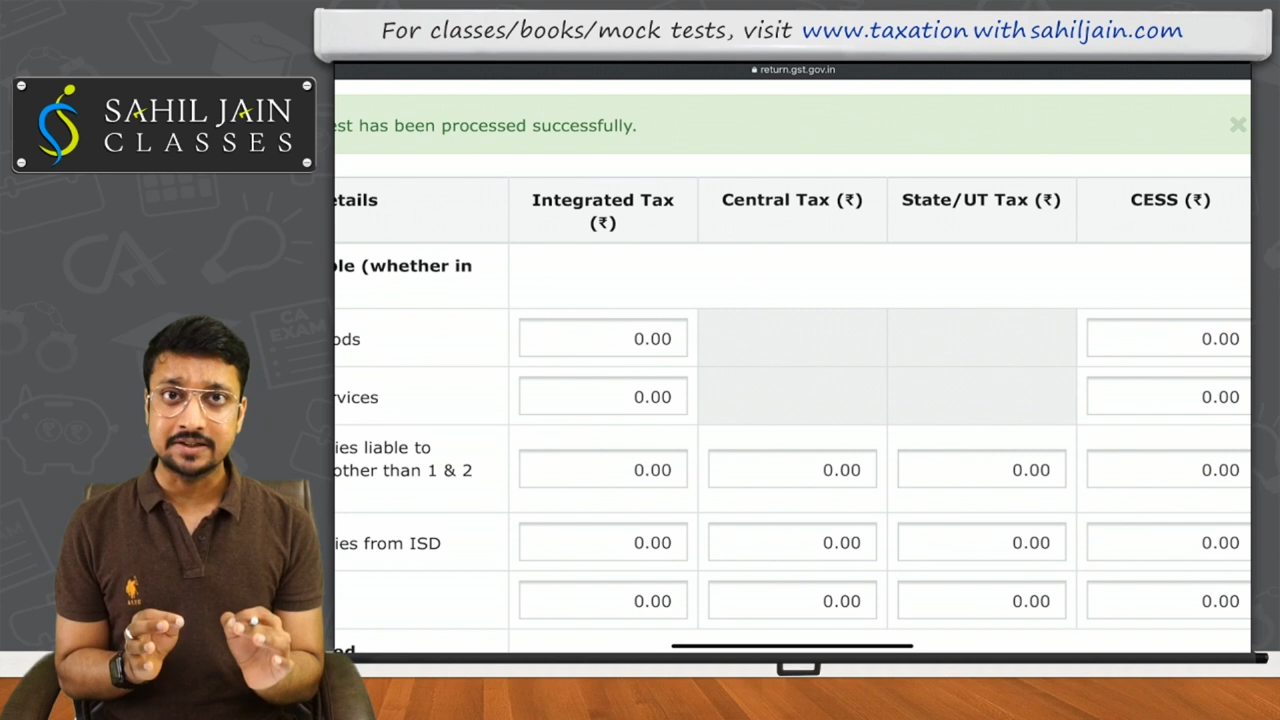 For classes/books/mock tests, visit www.taxationwithsahiljain.com
SAHIL JAIN
CLASSES
return.gst.gov.in
est has been processed successfully.
etails
Integrated Tax (₹)
Central Tax (₹)
State/UT Tax (₹)
CESS (₹)
ble (whether in
ods
0.00
0.00
rvices
0.00
0.00
ies liable to
other than 1 & 2
0.00
0.00
0.00
0.00
ies from ISD
0.00
0.00
0.00
0.00
0.00
0.00
0.00
0.00
CA
CA
EXAM